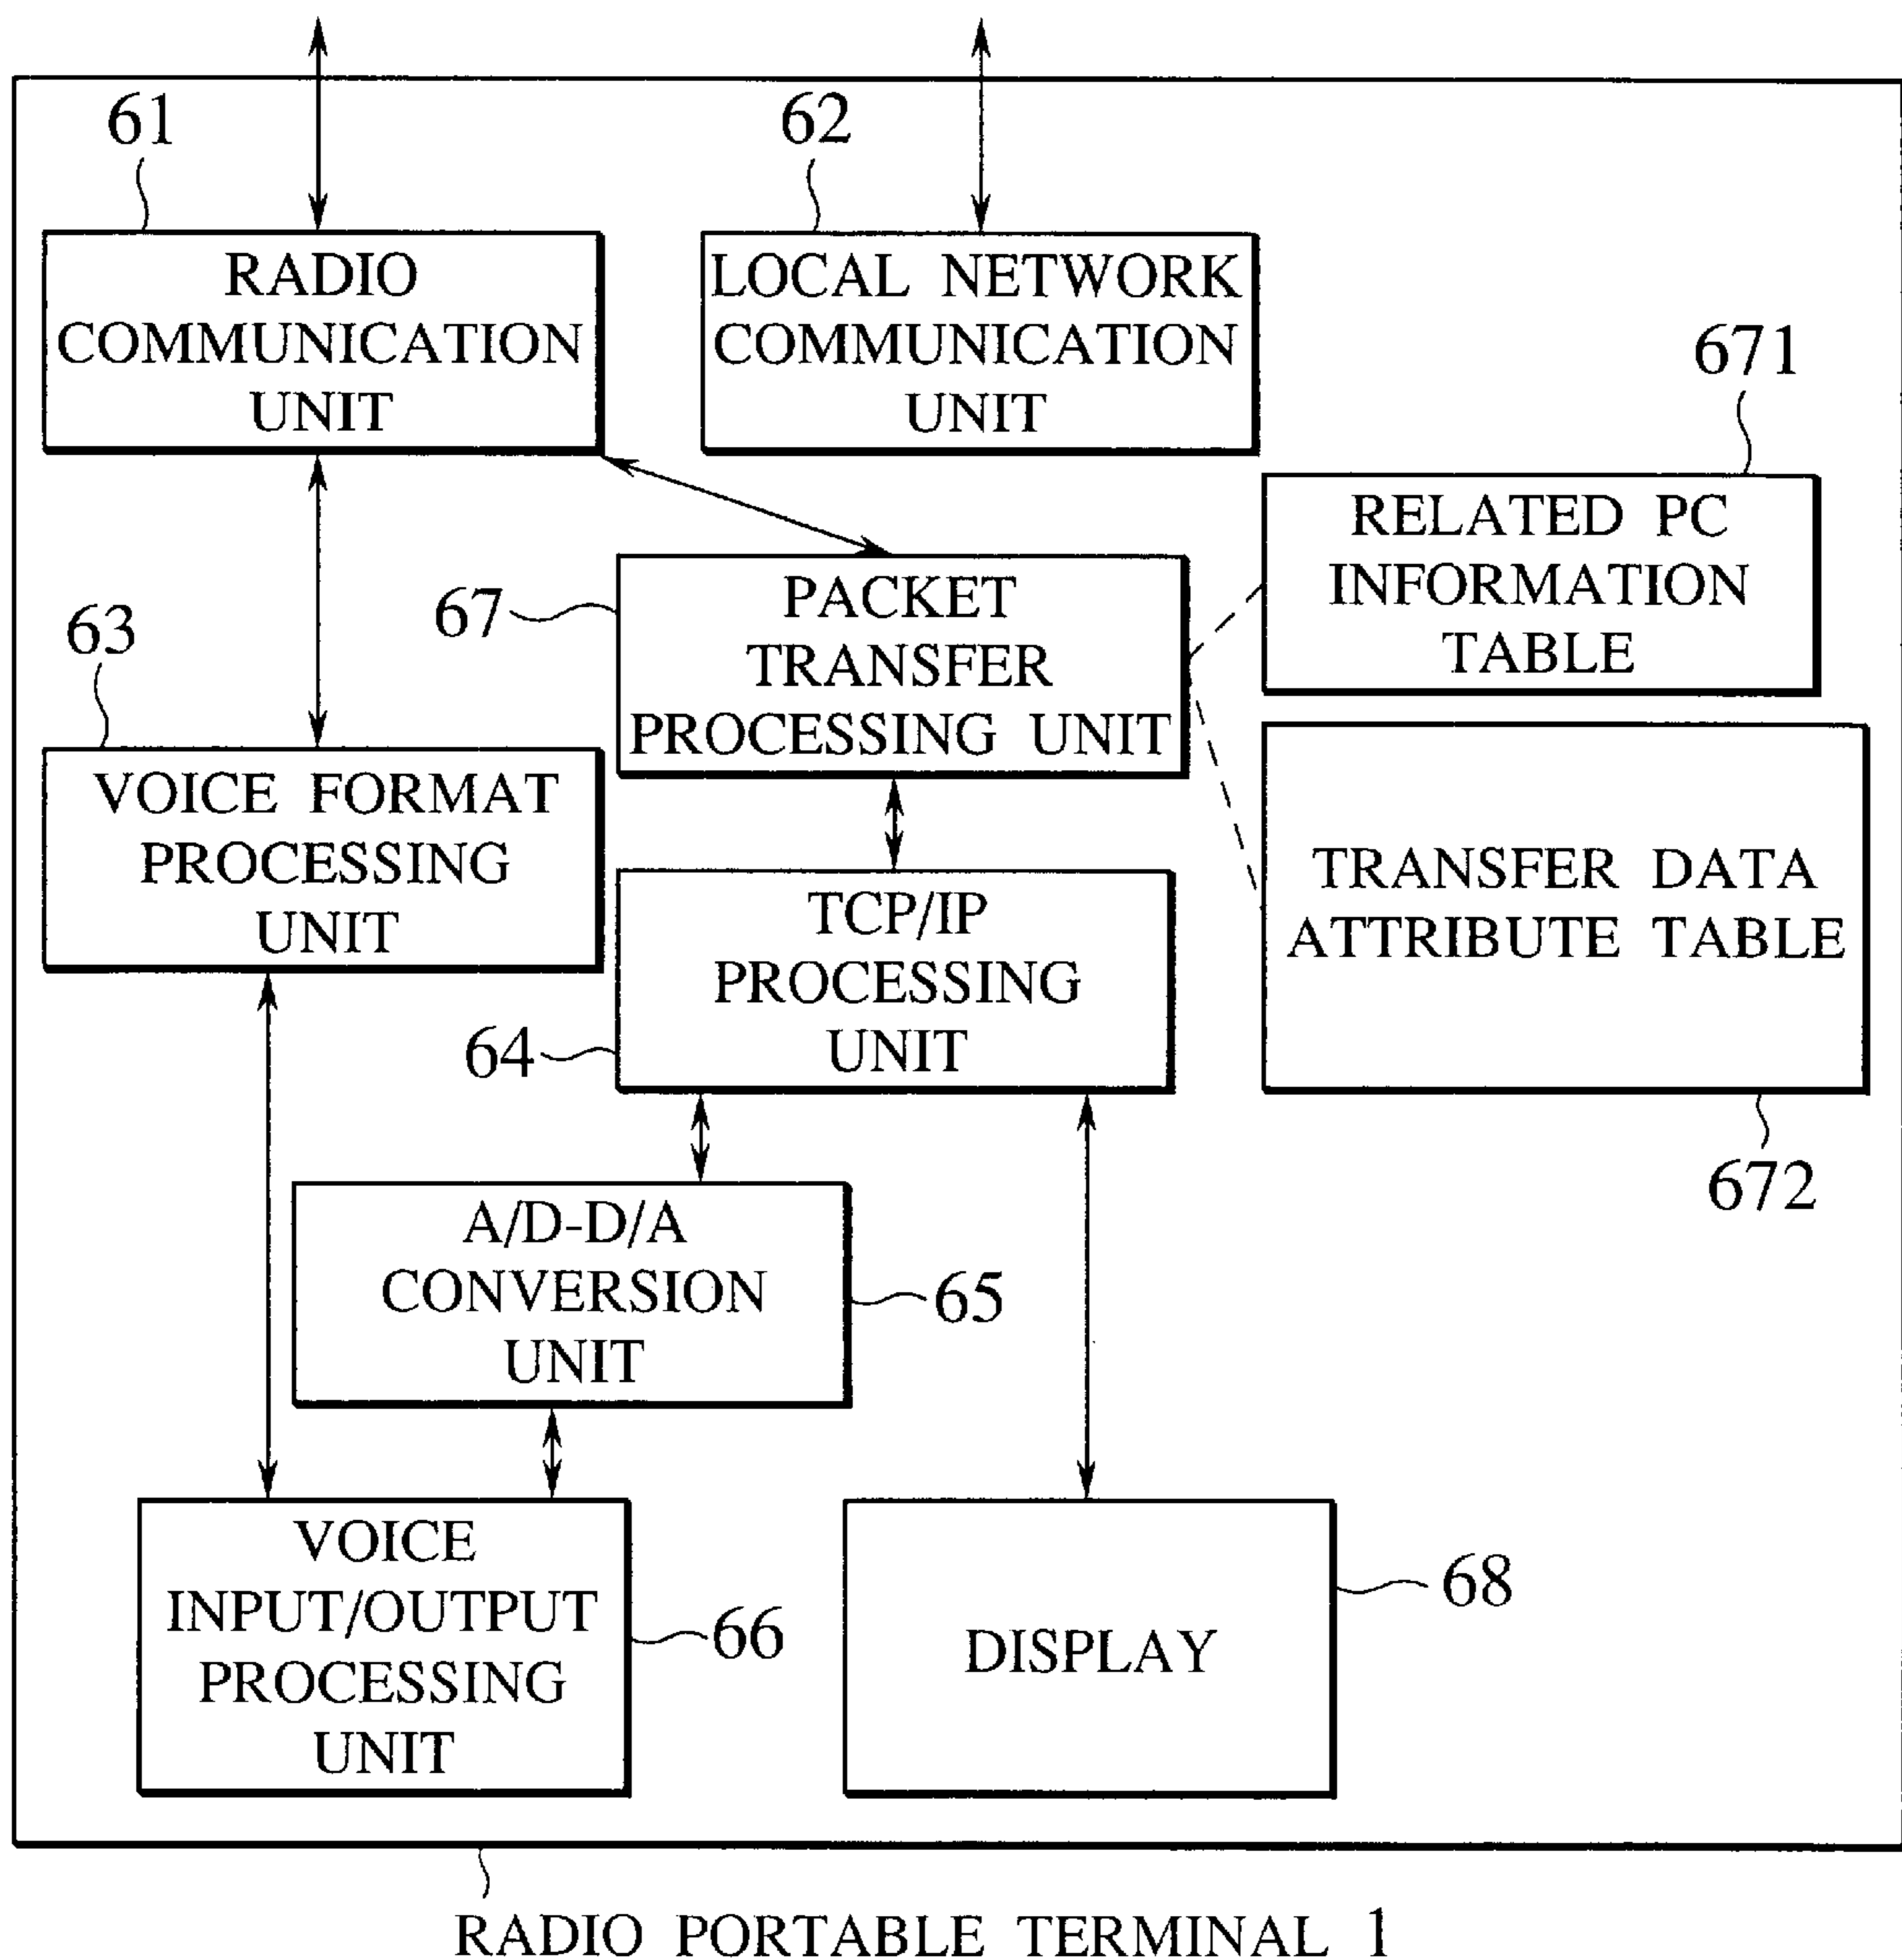 61
62
RADIO
COMMUNICATION
UNIT
LOCAL NETWORK
COMMUNICATION
UNIT
671
RELATED PC
INFORMATION
TABLE
67
PACKET
TRANSFER
PROCESSING UNIT
63
VOICE FORMAT
PROCESSING
UNIT
TRANSFER DATA
ATTRIBUTE TABLE
672
TCP/IP
PROCESSING
UNIT
64
A/D-D/A
CONVERSION
UNIT
65
VOICE
INPUT/OUTPUT
PROCESSING
UNIT
66
DISPLAY
68
RADIO PORTABLE TERMINAL 1